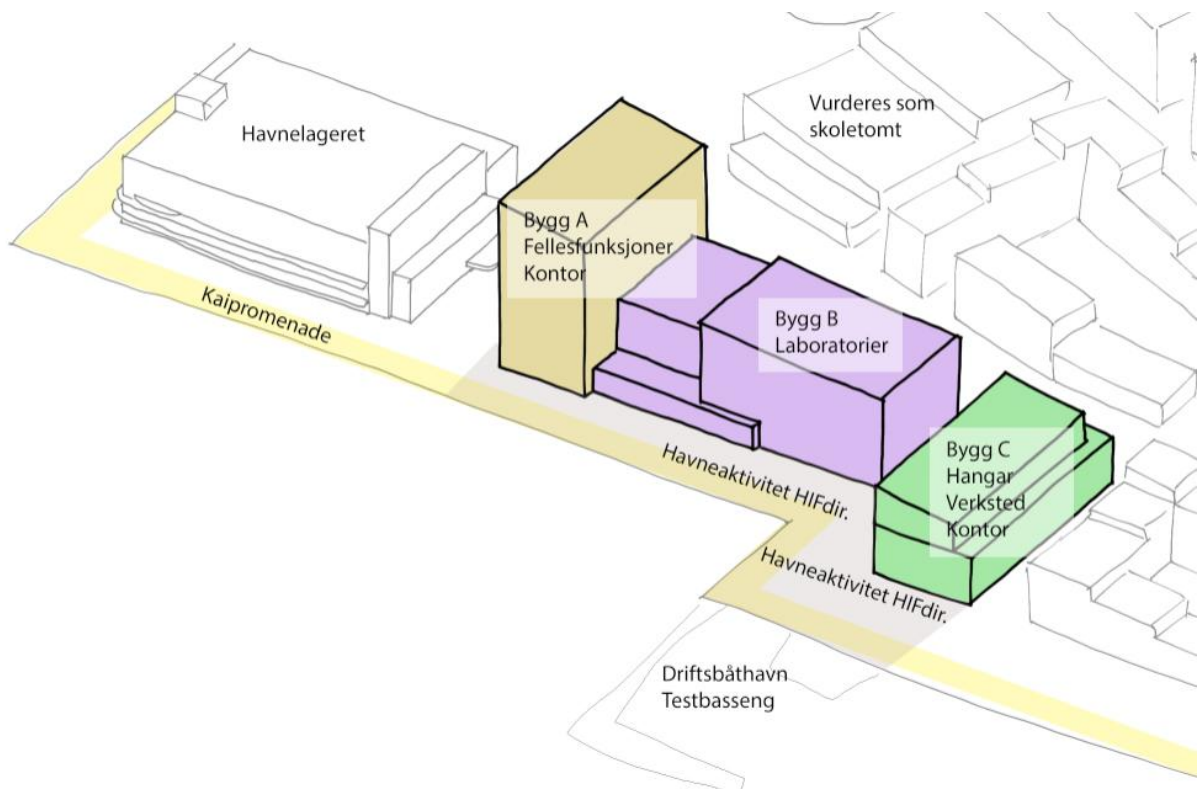 Havnelageret
Vurderes som
skoletomt
Bygg A
Fellesfunksjoner
Kontor
Kaipromenade
Bygg B
Laboratorier
Havneaktivitet HIFdir.
Bygg C
Hangar
Verksted
Kontor
Havneaktivitet HIFdir.
Driftsbåthavn
Testbasseng